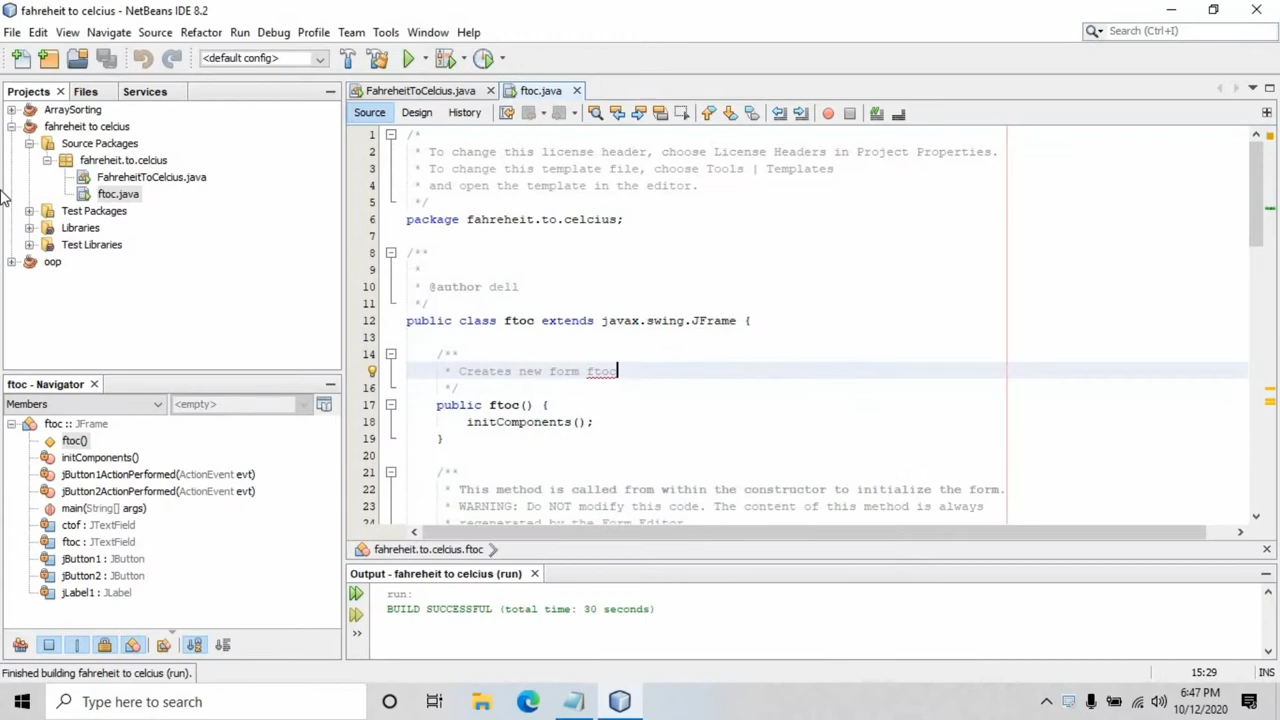 fahreheit to celcius - NetBeans IDE 8.2
File Edit View Navigate Source Refactor Run Debug Profile Team Tools Window Help
Search (Ctrl+I)
<default config>
Projects Files Services
ArraySorting
fahreheit to celcius
Source Packages
fahreheit.to.celcius
FahreheitToCelcius.java
ftoc.java
Test Packages
Libraries
Test Libraries
oop
ftoc - Navigator
Members <empty>
ftoc :: JFrame
ftoc()
initComponents()
jButton1ActionPerformed(ActionEvent evt)
jButton2ActionPerformed(ActionEvent evt)
main(String[] args)
ctof : JTextField
ftoc : JTextField
jButton1 : JButton
jButton2 : JButton
jLabel1 : JLabel
FahreheitToCelcius.java ftoc.java
Source Design History
1 /*
2 * To change this license header, choose License Headers in Project Properties.
3 * To change this template file, choose Tools | Templates
4 * and open the template in the editor.
5 */
6 package fahreheit.to.celcius;
7
8 /**
9 *
10 * @author dell
11 */
12 public class ftoc extends javax.swing.JFrame {
13
14 /**
* Creates new form ftoc
16 */
17 public ftoc() {
18 initComponents();
19 }
20
21 /**
22 * This method is called from within the constructor to initialize the form.
23 * WARNING: Do NOT modify this code. The content of this method is always
24 * regenerated by the Form Editor.
fahreheit.to.celcius.ftoc
Output - fahreheit to celcius (run)
run:
BUILD SUCCESSFUL (total time: 30 seconds)
Finished building fahreheit to celcius (run).
15:29 INS
Type here to search
6:47 PM
10/12/2020